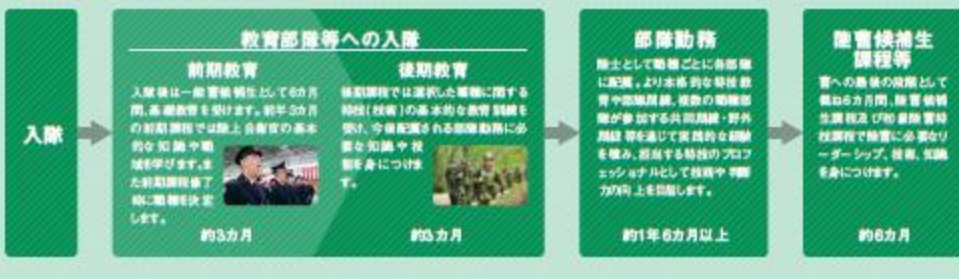 入隊
教育部隊等への入隊
前期教育
入隊後は一般曹候補生として6カ月
間、基礎教育を受けます。前半3カ月
の前期課程では陸上自衛官の基本
的な知識や職
域を学びます。ま
た前期課程修了
時に職種を決定
します。
約3カ月
後期教育
後期課程では選択した職種に関する
特技(技術)の基本的な教育訓練を
受け、今後配置される部隊勤務に必
要な知識や技
能を身につけま
す。
約3カ月
部隊勤務
陸士として職種ごとに各部隊
に配置。より本格的な特技教
育や部隊訓練、複数の職種部
隊が参加する共同訓練・野外
訓練等を通じて実践的な経験
を積み、担当する特技のプロフ
ェッショナルとして技術や判断
力の向上を目指します。
約1年6カ月以上
陸曹候補生
課程等
曹への最後の段階として
概ね6カ月間、陸曹候補
生課程及び初級陸曹特
技課程で陸曹に必要なリ
ーダーシップ、技術、知識
を身につけます。
約6カ月